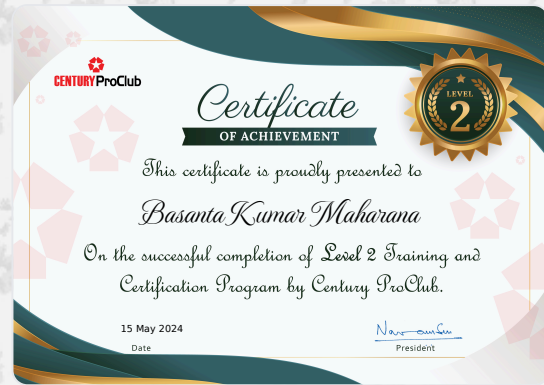 CENTURY ProClub
LEVEL
2
Certificate
OF ACHIEVEMENT
This certificate is proudly presented to
Basanta Kumar Maharana
On the successful completion of Level 2 Training and
Certification Program by Century ProClub.
15 May 2024
Date
President